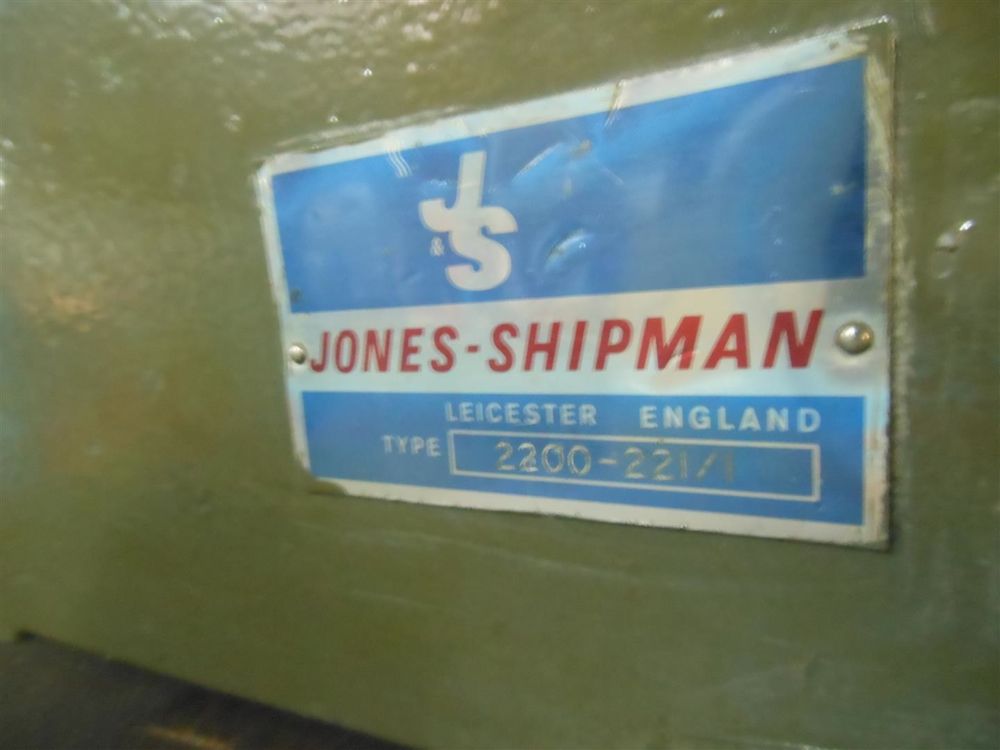 J
&S
JONES-SHIPMAN
LEICESTER ENGLAND
TYPE 2200-221/1